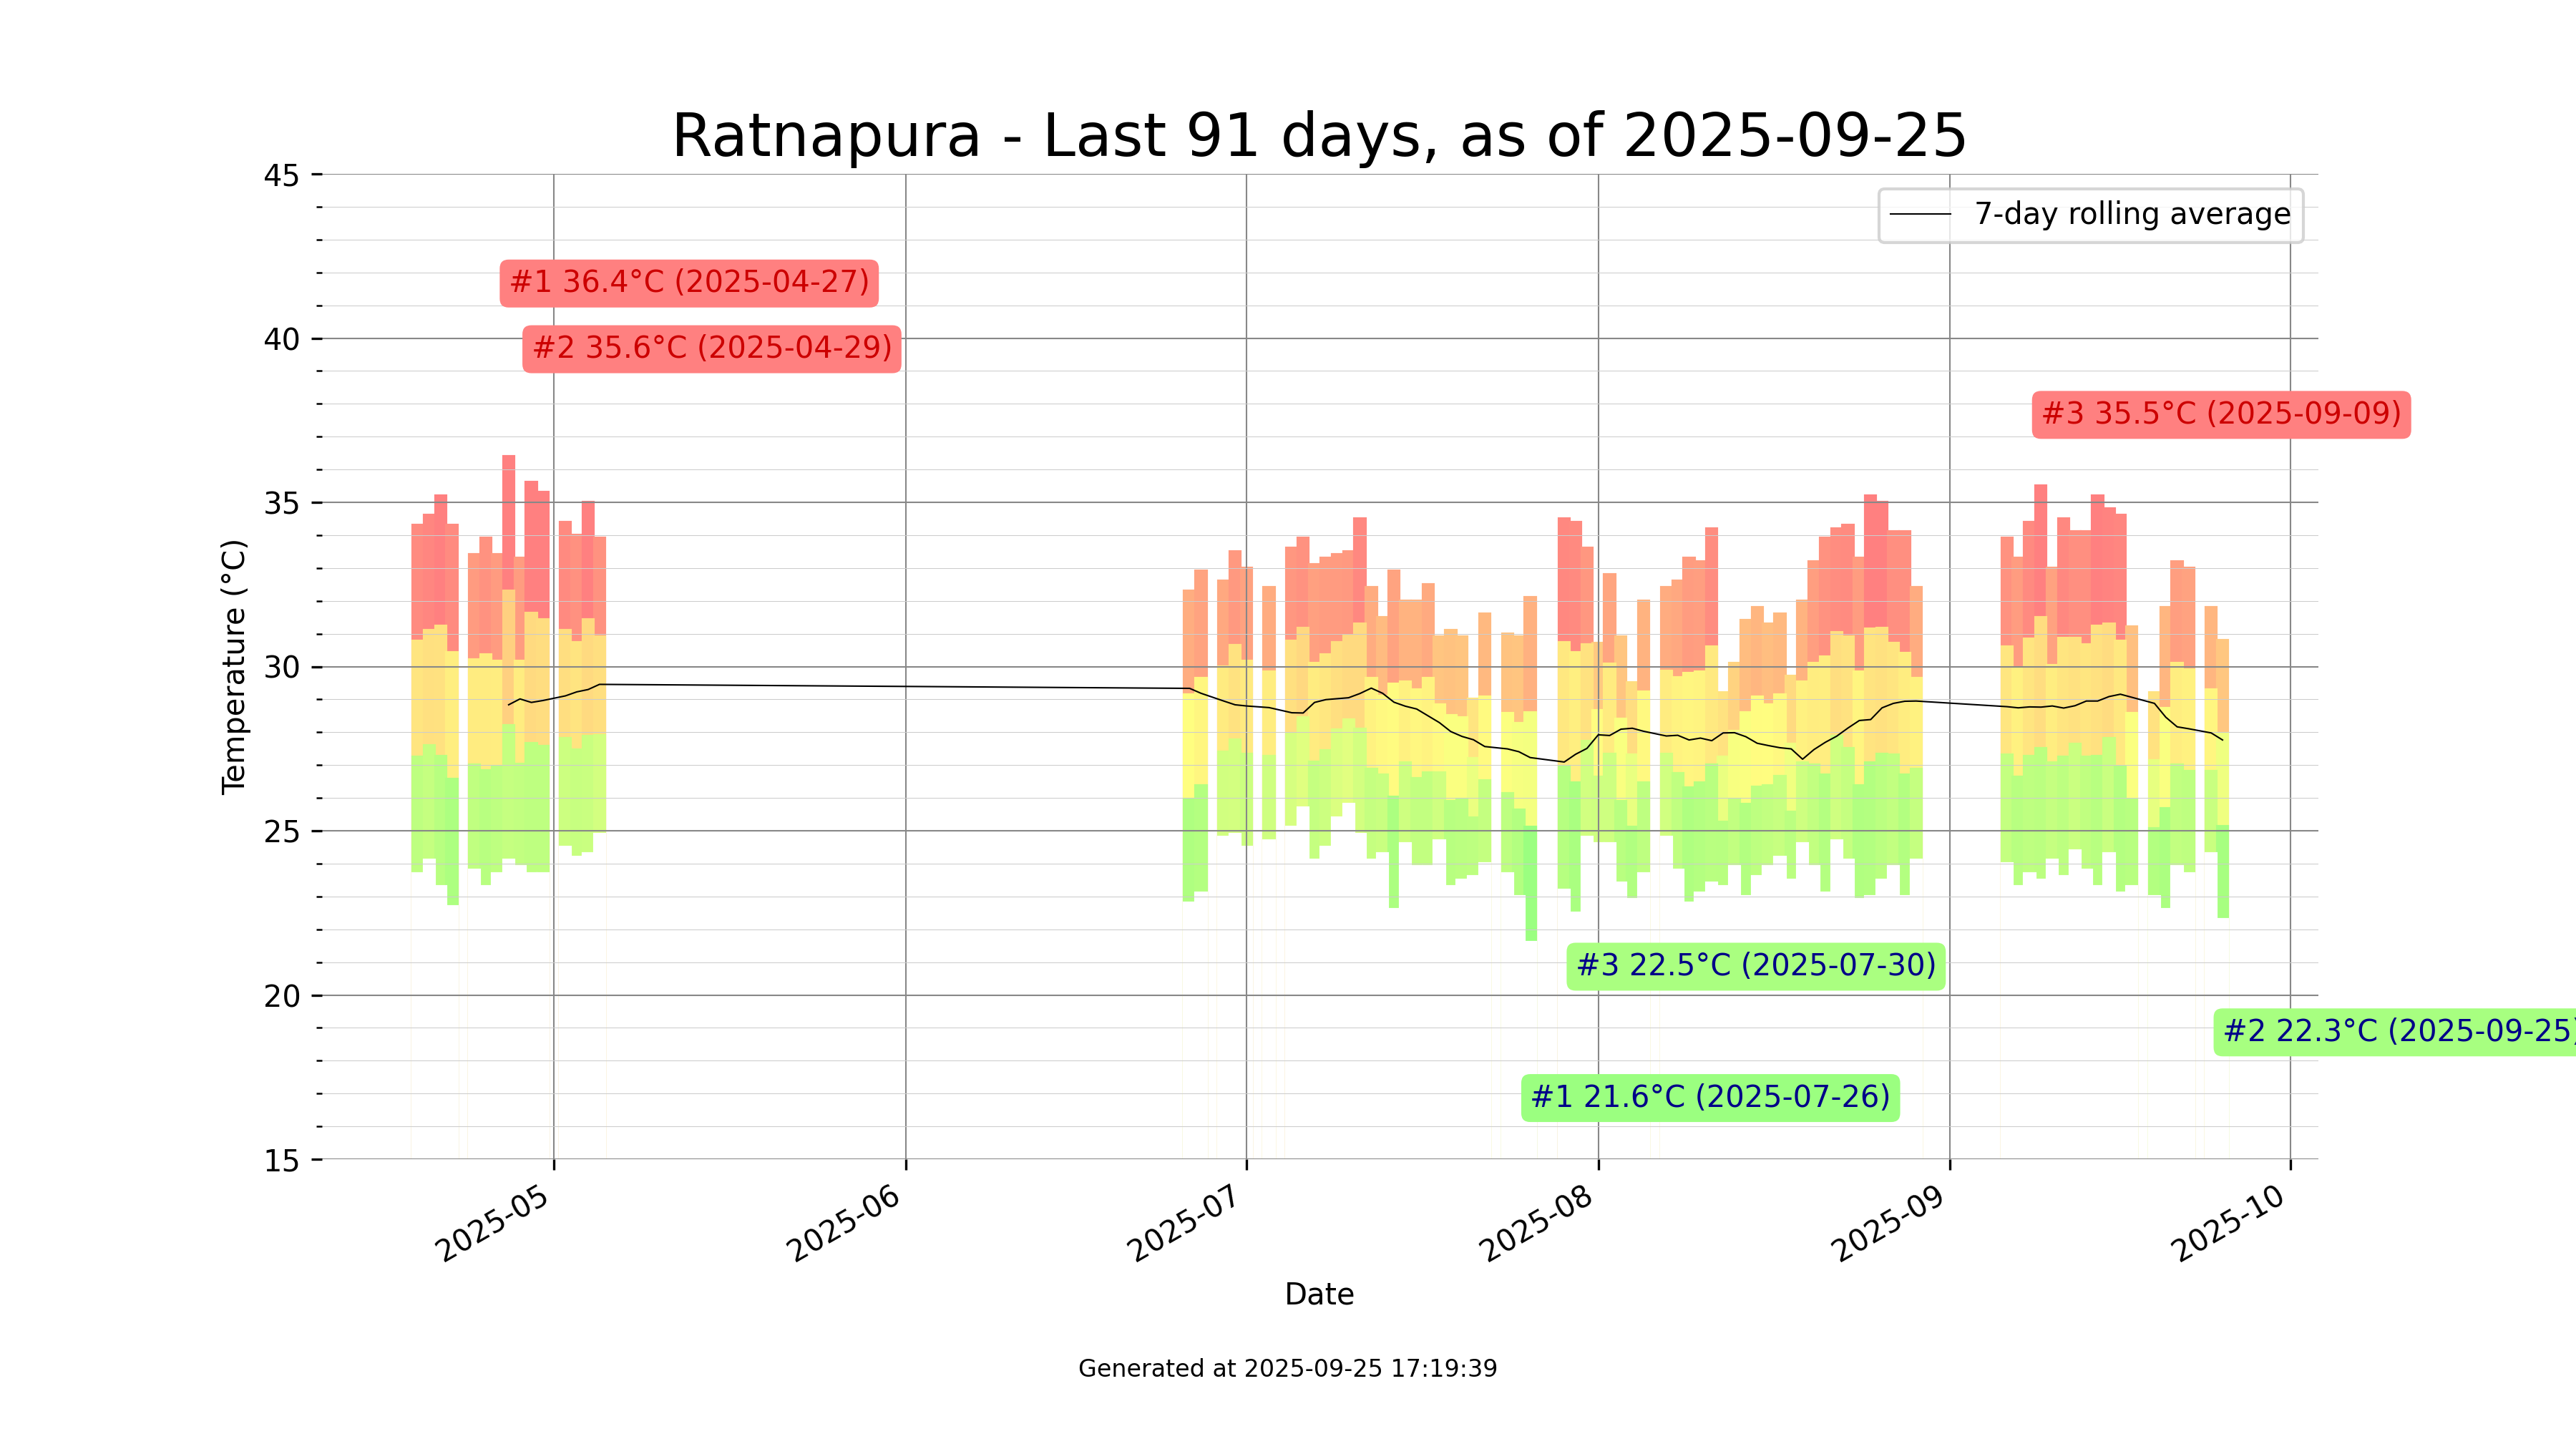 Ratnapura - Last 91 days, as of 2025-09-25
45
7-day rolling average
#1 36.4°C (2025-04-27)
#2 35.6°C (2025-04-29)
40
#3 35.5°C (2025-09-09)
35
Temperature (°C)
30
25
#3 22.5°C (2025-07-30)
20
#2 22.3°C (2025-09-25)
#1 21.6°C (2025-07-26)
15
2025-05
2025-06
2025-07
2025-08
2025-09
2025-10
Date
Generated at 2025-09-25 17:19:39